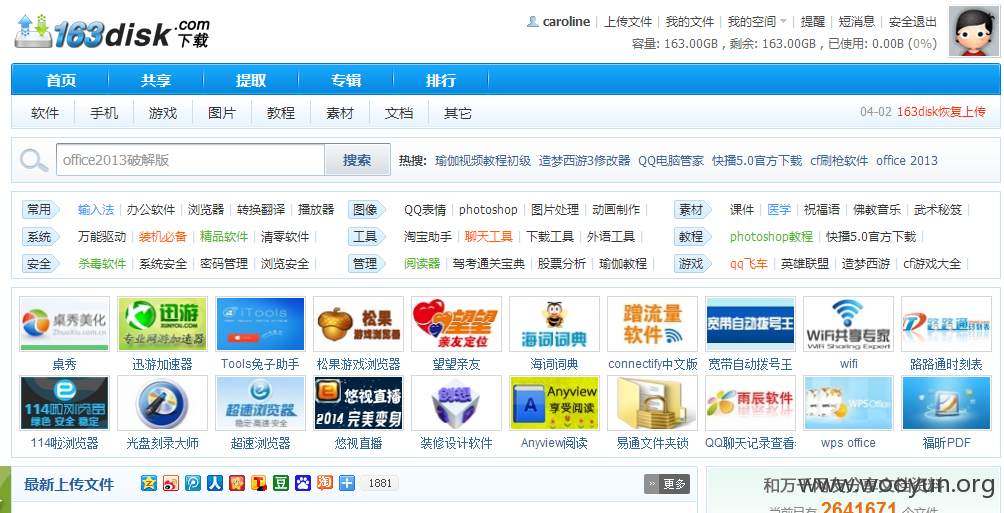 163disk.com下载
caroline | 上传文件 | 我的文件 | 我的空间 | 提醒 | 短消息 | 安全退出
容量: 163.00GB , 剩余: 163.00GB , 已使用: 0.00B (0%)
首页 共享 提取 专辑 排行
软件 手机 游戏 图片 教程 素材 文档 其它 04-02 163disk恢复上传
office2013破解版 搜索 热搜: 瑜伽视频教程初级 造梦西游3修改器 QQ电脑管家 快播5.0官方下载 cf刷枪软件 office 2013
常用 输入法 | 办公软件 | 浏览器 | 转换翻译 | 播放器 图像 QQ表情 | photoshop | 图片处理 | 动画制作 | 素材 课件 | 医学 | 祝福语 | 佛教音乐 | 武术秘笈 |
系统 万能驱动 | 装机必备 | 精品软件 | 清零软件 | 工具 淘宝助手 | 聊天工具 | 下载工具 | 外语工具 | 教程 photoshop教程 | 快播5.0官方下载 |
安全 杀毒软件 | 系统安全 | 密码管理 | 浏览安全 | 管理 阅读器 | 驾考通关宝典 | 股票分析 | 瑜伽教程 | 游戏 qq飞车 | 英雄联盟 | 造梦西游 | cf游戏大全 |
桌秀美化 ZhuoXiu.com.cn 迅游 XUNYOU.COM 专业网游加速器 iTools 松果游戏浏览器 望望亲友定位 海词词典 蹭流量软件 宽带自动拨号王 WiFi共享专家 WiFi Sharing Expert 路路通时刻表
桌秀 迅游加速器 Tools兔子助手 松果游戏浏览器 望望亲友 海词词典 connectify中文版 宽带自动拨号王 wifi 路路通时刻表
114啦浏览器 绿色 安全 稳定 超速浏览器 稳定·高速·安全 悠视直播 2014 完美变身 Anyview 享受阅读 雨辰软件 WPSOffice
114啦浏览器 光盘刻录大师 超速浏览器 悠视直播 装修设计软件 Anyview阅读 易通文件夹锁 QQ聊天记录查看 wps office 福昕PDF
最新上传文件 1881 更多 和万千网友分享文档资料
当前已有 2641671 个文件
www.wooyun.org